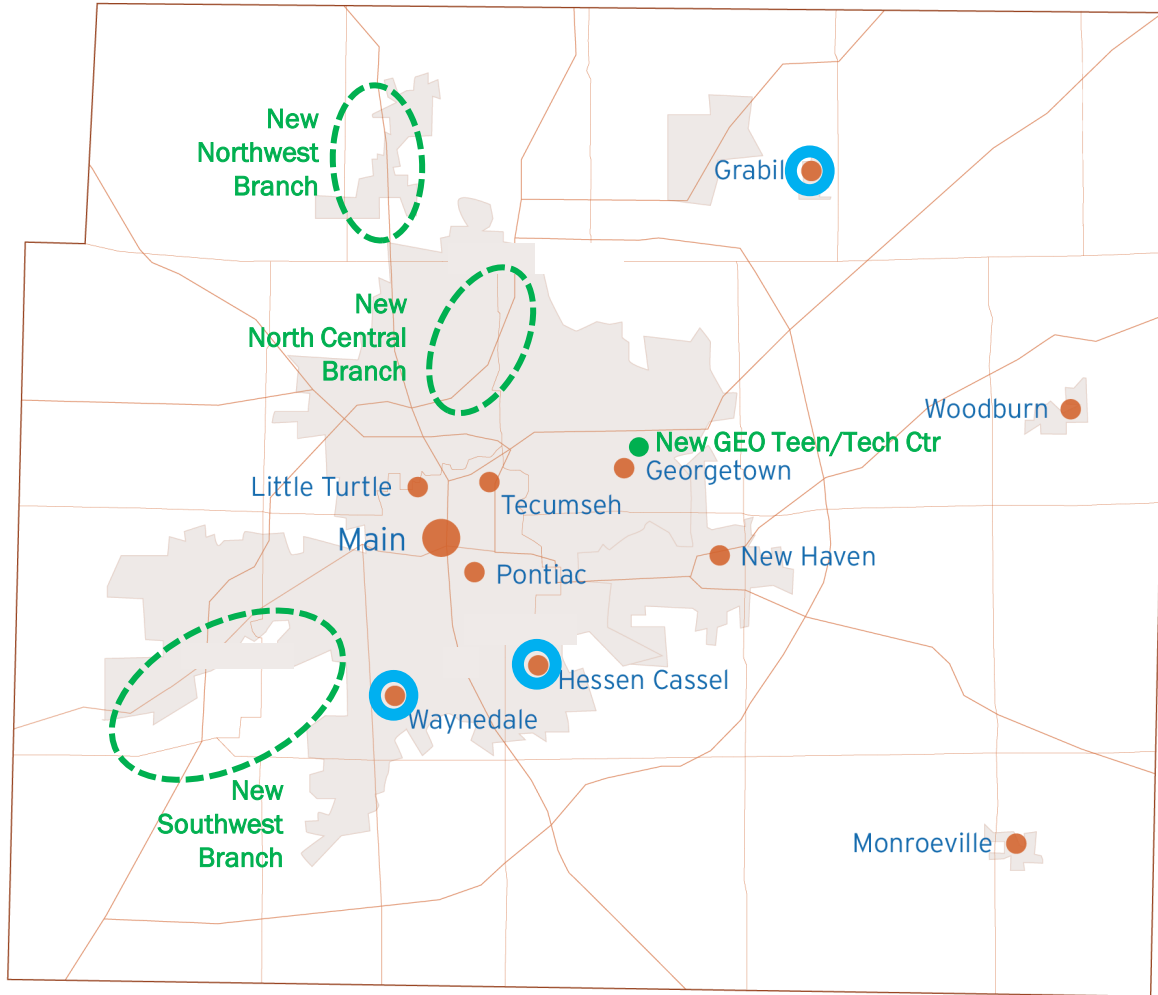 New
Northwest
Branch
Grabil
New
North Central
Branch
Woodburn
New GEO Teen/Tech Ctr
Georgetown
Little Turtle
Tecumseh
Main
New Haven
Pontiac
Hessen Cassel
Waynedale
New
Southwest
Branch
Monroeville